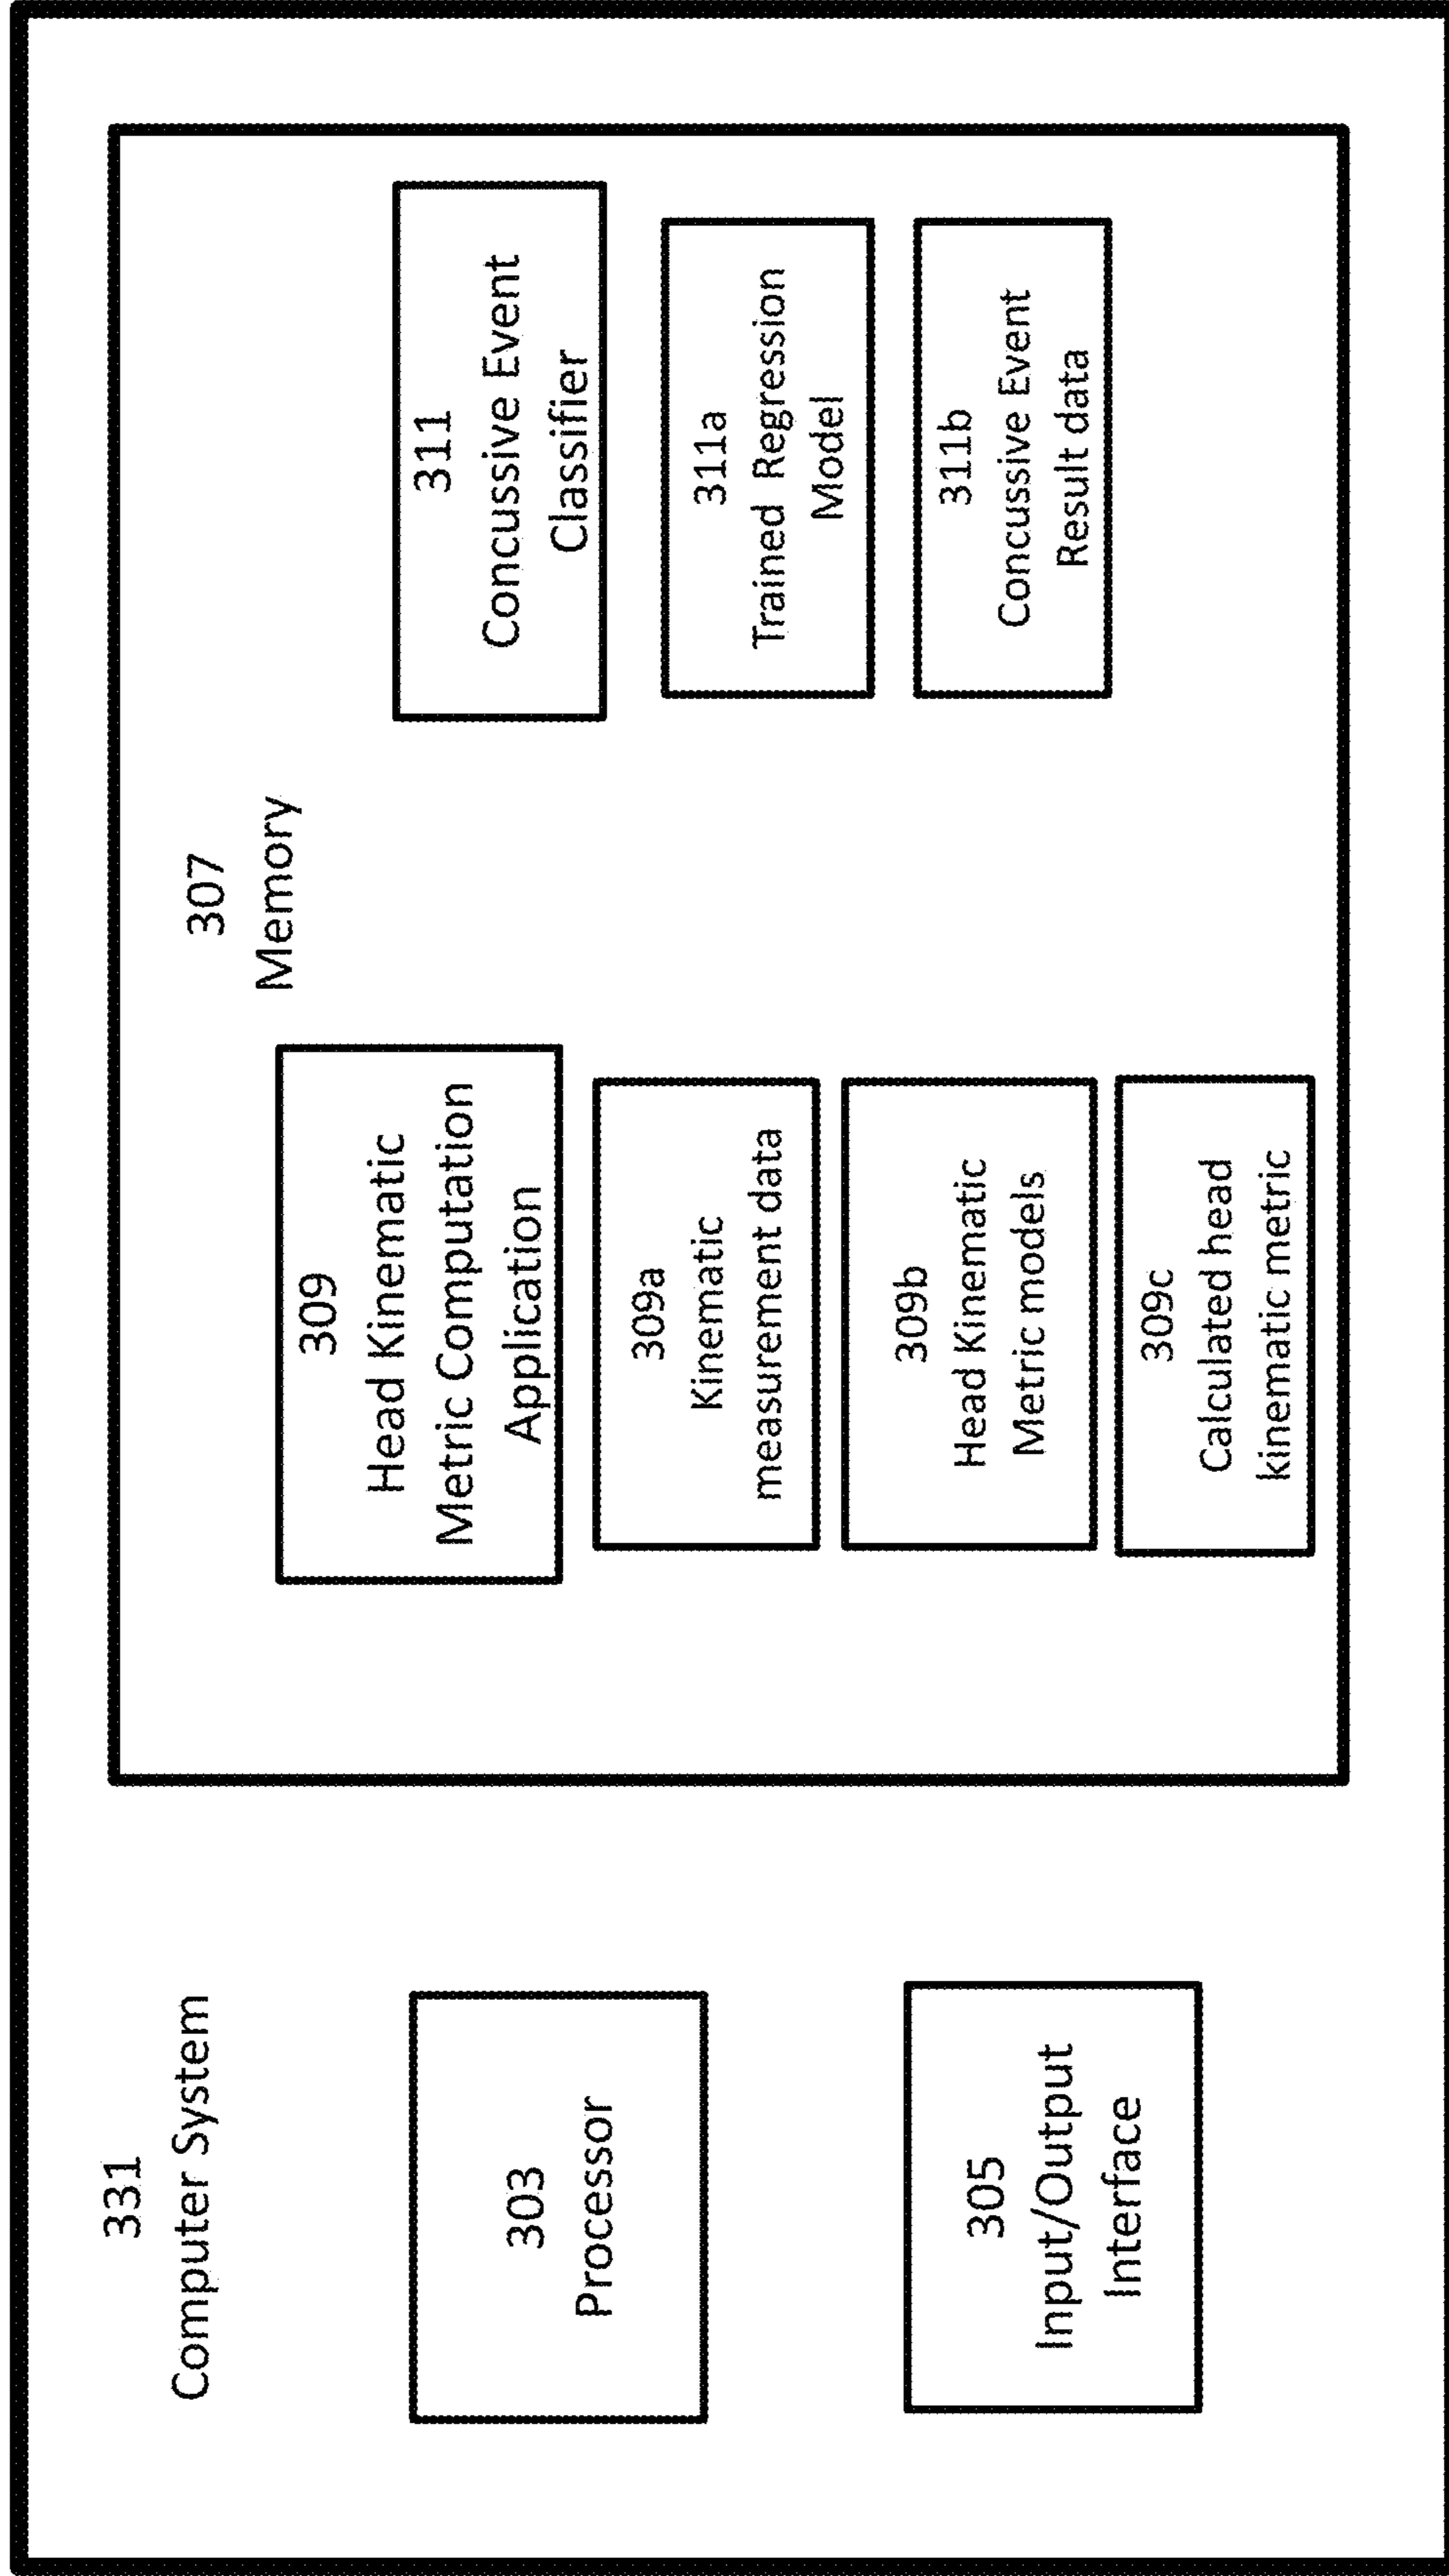 331
Computer System
303
Processor
305
Input/Output
Interface
307
Memory
309
Head Kinematic
Metric Computation
Application
309a
Kinematic
measurement data
309b
Head Kinematic
Metric models
309c
Calculated head
kinematic metric
311
Concussive Event
Classifier
311a
Trained Regression
Model
311b
Concussive Event
Result data